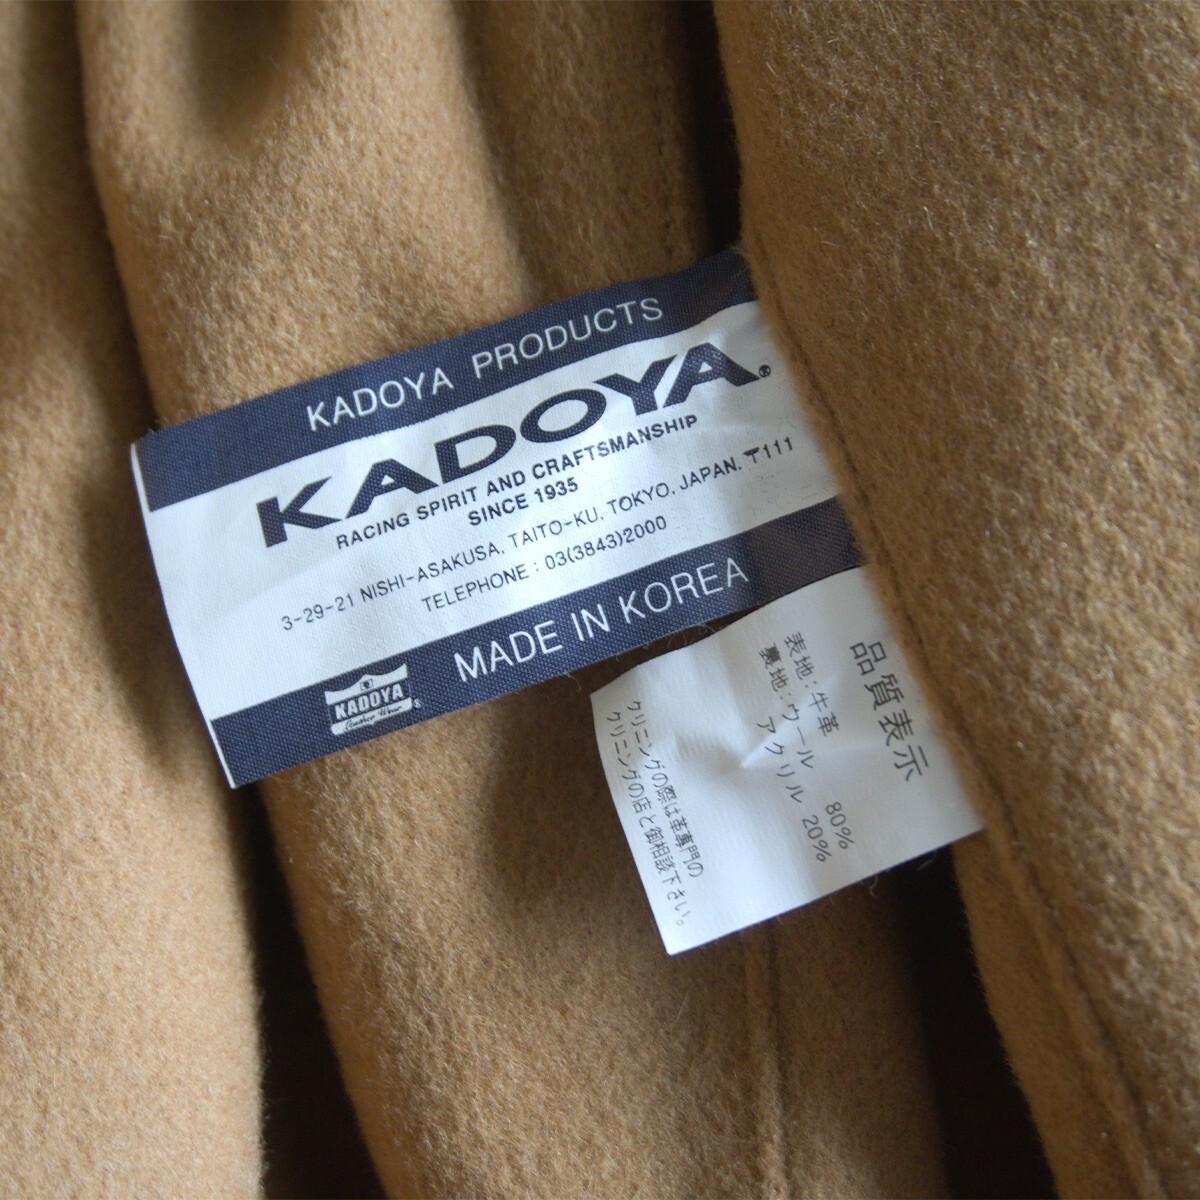 KADOYA PRODUCTS
KADOYA®
RACING SPIRIT AND CRAFTSMANSHIP
SINCE 1935
3-29-21 NISHI-ASAKUSA, TAITO-KU, TOKYO, JAPAN. 〒111
TELEPHONE : 03(3843)2000
MADE IN KOREA
KADOYA®
Leather Wear
品質表示
表地:牛革
裏地:ウール 80%
アクリル 20%
クリニングの際は革専門の
クリニングの店と御相談下さい。